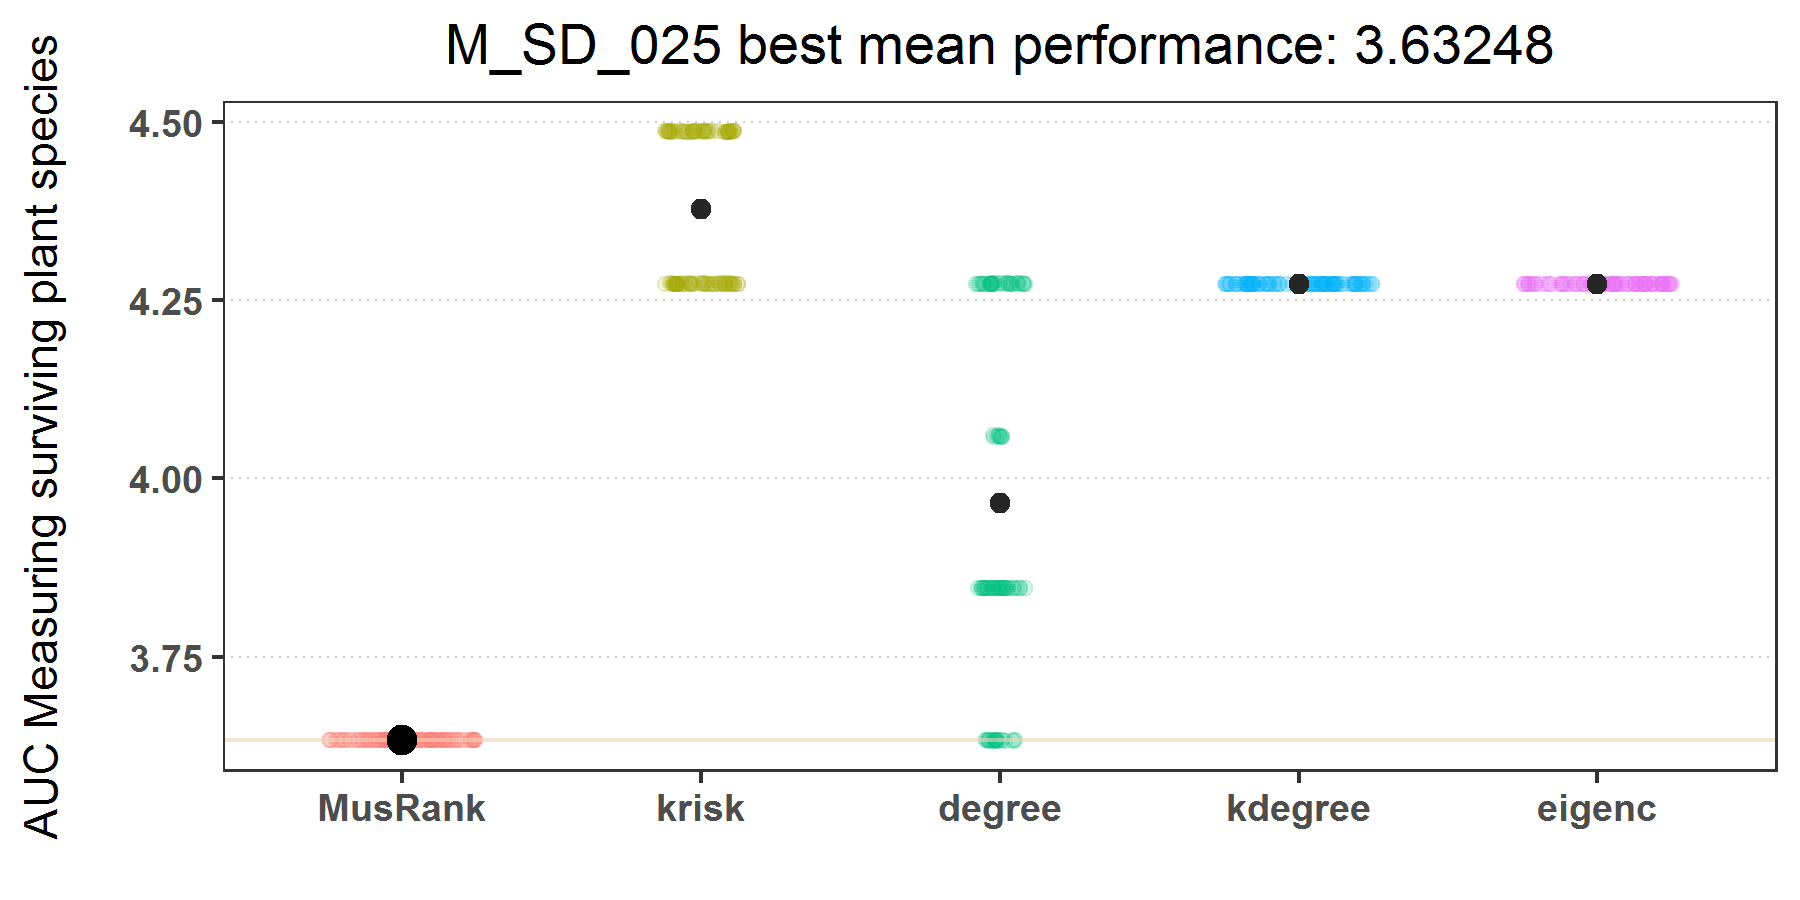 M_SD_025 best mean performance: 3.63248
AUC Measuring surviving plant species
4.50
4.25
4.00
3.75
MusRank krisk degree kdegree eigenc